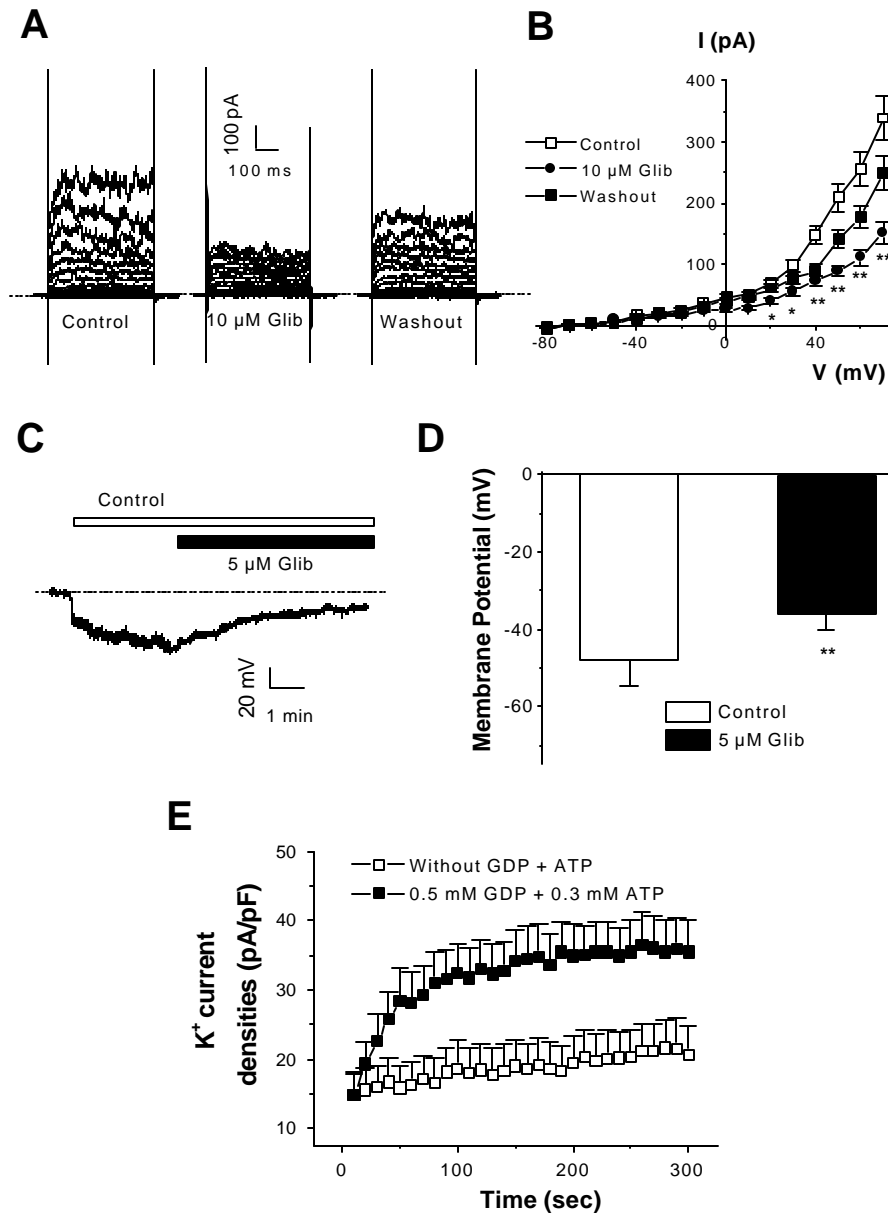 A
100 pA
100 ms
Control
10 µM Glib
Washout
B
I (pA)
Control
10 µM Glib
Washout
400
300
200
100
0
-80
-40
0
40
* * ** ** ** **
V (mV)
C
Control
5 µM Glib
20 mV
1 min
D
Membrane Potential (mV)
0
-20
-40
-60
**
Control
5 µM Glib
E
K+ current
densities (pA/pF)
50
40
30
20
10
Without GDP + ATP
0.5 mM GDP + 0.3 mM ATP
0
100
200
300
Time (sec)